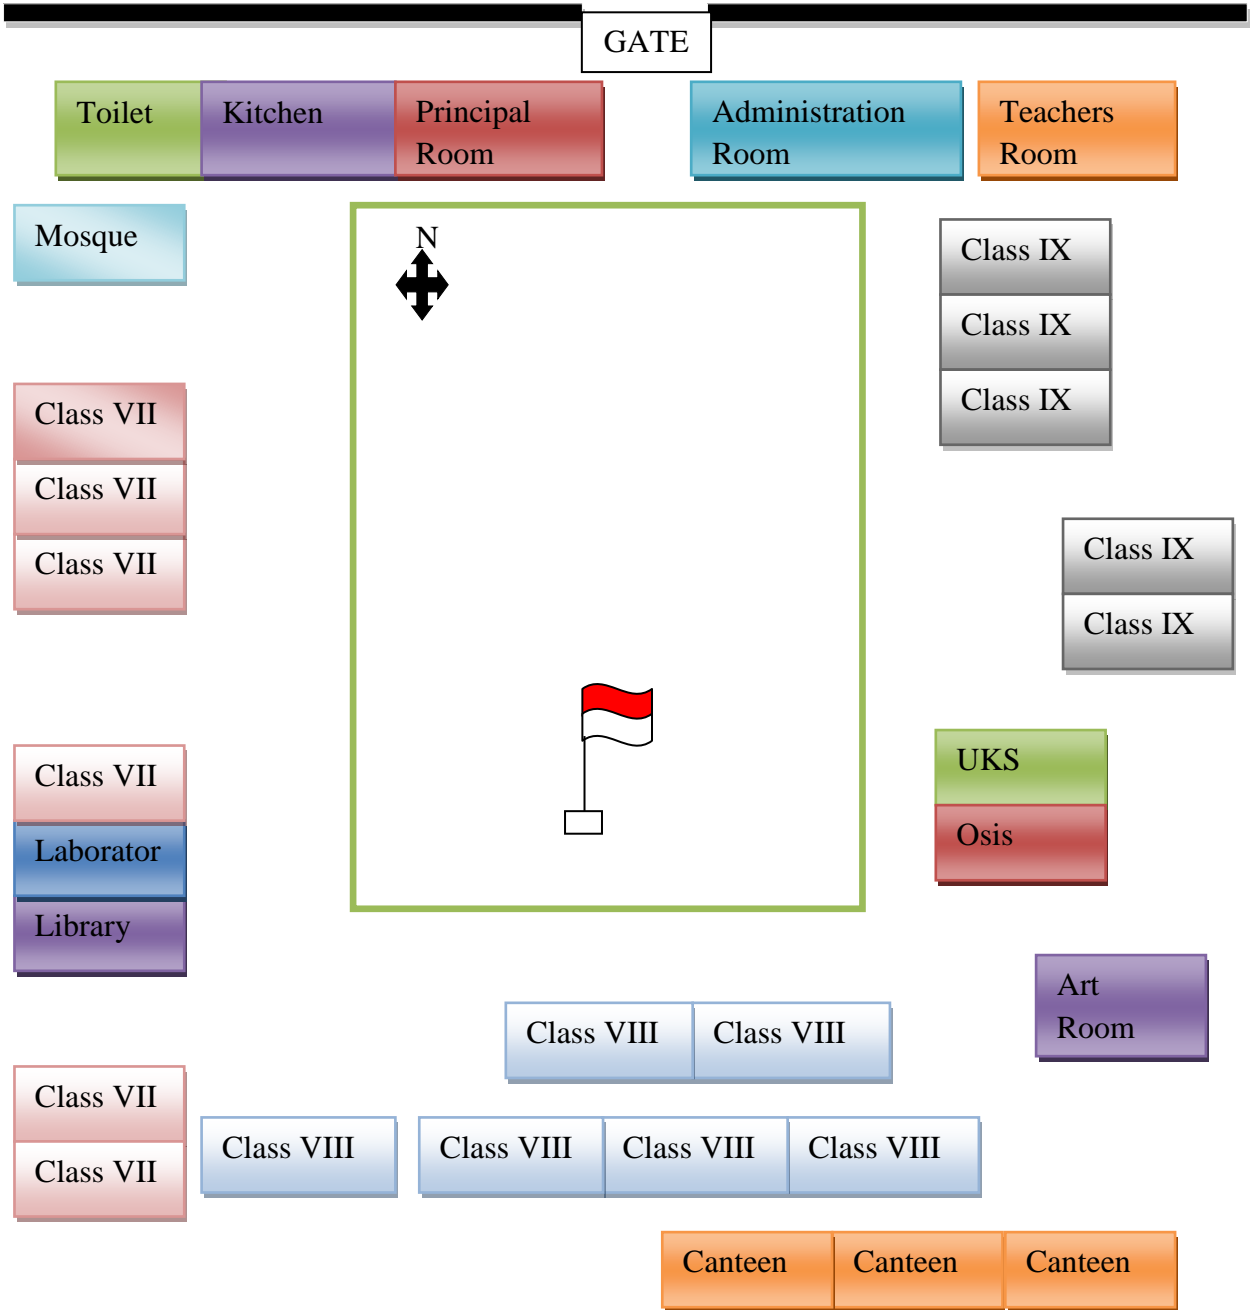 GATE
Toilet
Kitchen
Principal
Room
Administration
Room
Teachers
Room
Mosque
N
Class IX
Class IX
Class IX
Class VII
Class VII
Class VII
Class IX
Class IX
Class VII
Laborator
Library
UKS
Osis
Art
Room
Class VIII
Class VIII
Class VII
Class VII
Class VIII
Class VIII
Class VIII
Class VIII
Canteen
Canteen
Canteen